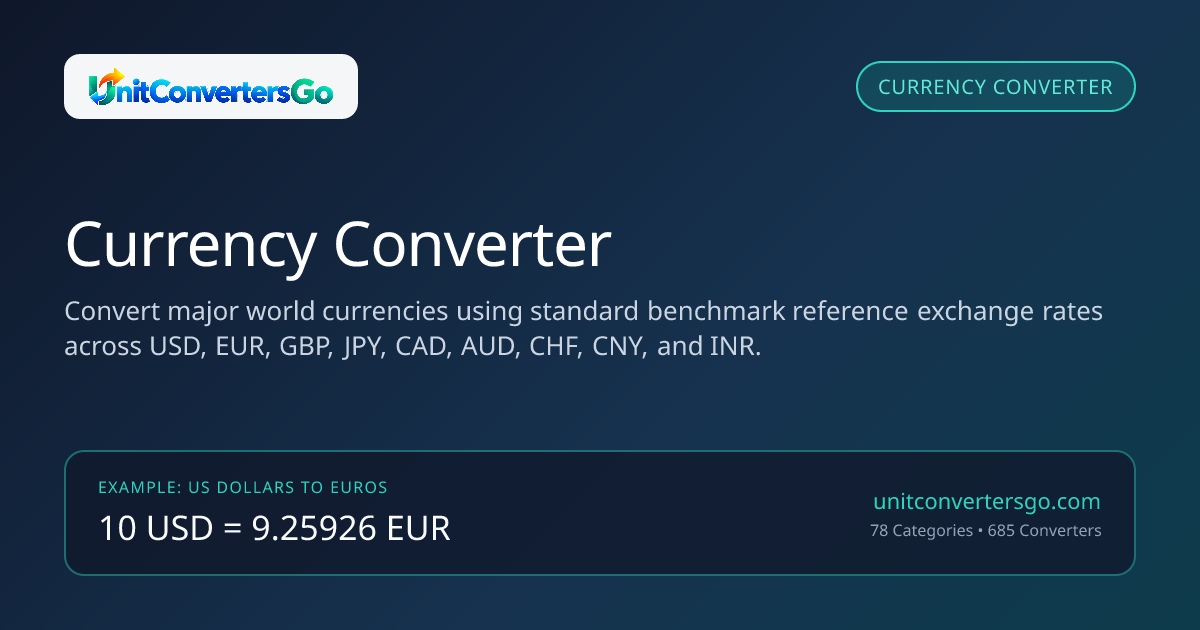 UnitConvertersGo
CURRENCY CONVERTER
Currency Converter
Convert major world currencies using standard benchmark reference exchange rates
across USD, EUR, GBP, JPY, CAD, AUD, CHF, CNY, and INR.
EXAMPLE: US DOLLARS TO EUROS
10 USD = 9.25926 EUR
unitconvertersgo.com
78 Categories • 685 Converters